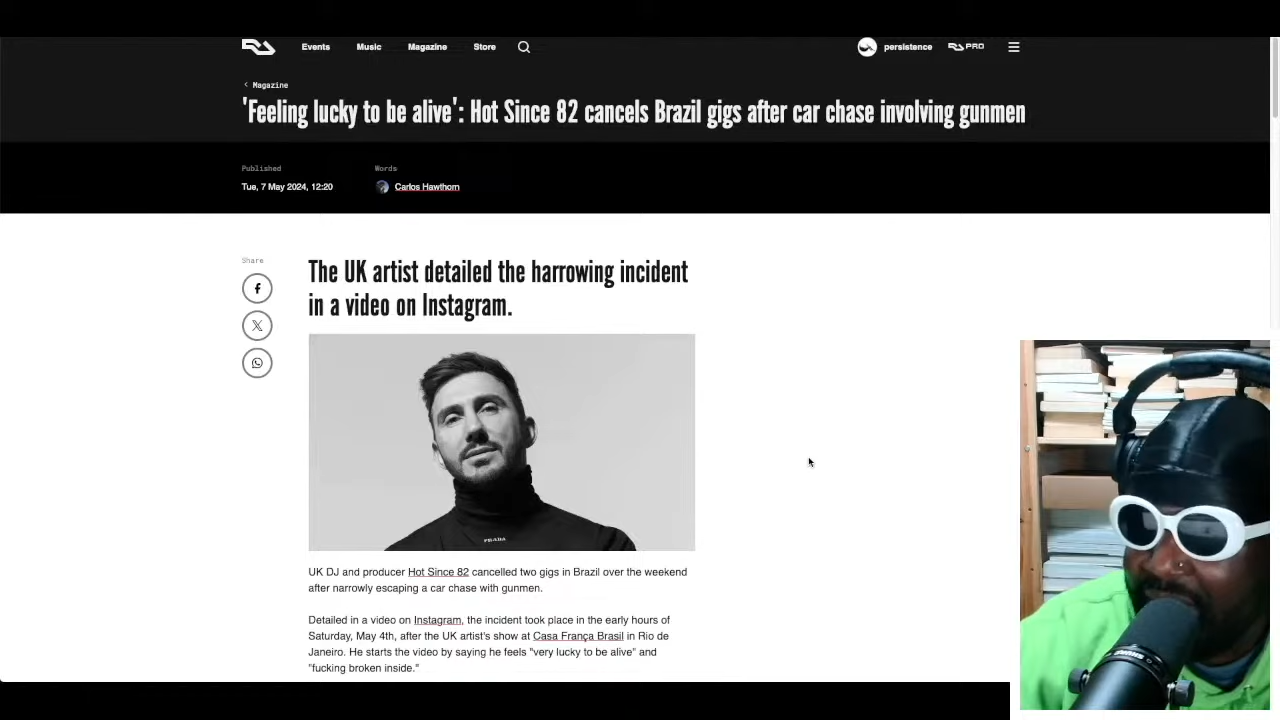 Events Music Magazine Store
persistence
RA PRO
Magazine
'Feeling lucky to be alive': Hot Since 82 cancels Brazil gigs after car chase involving gunmen
Published
Tue, 7 May 2024, 12:20
Words
Carlos Hawthorn
Share
The UK artist detailed the harrowing incident
in a video on Instagram.
PRADA
UK DJ and producer Hot Since 82 cancelled two gigs in Brazil over the weekend
after narrowly escaping a car chase with gunmen.
Detailed in a video on Instagram, the incident took place in the early hours of
Saturday, May 4th, after the UK artist's show at Casa França Brasil in Rio de
Janeiro. He starts the video by saying he feels "very lucky to be alive" and
"fucking broken inside."